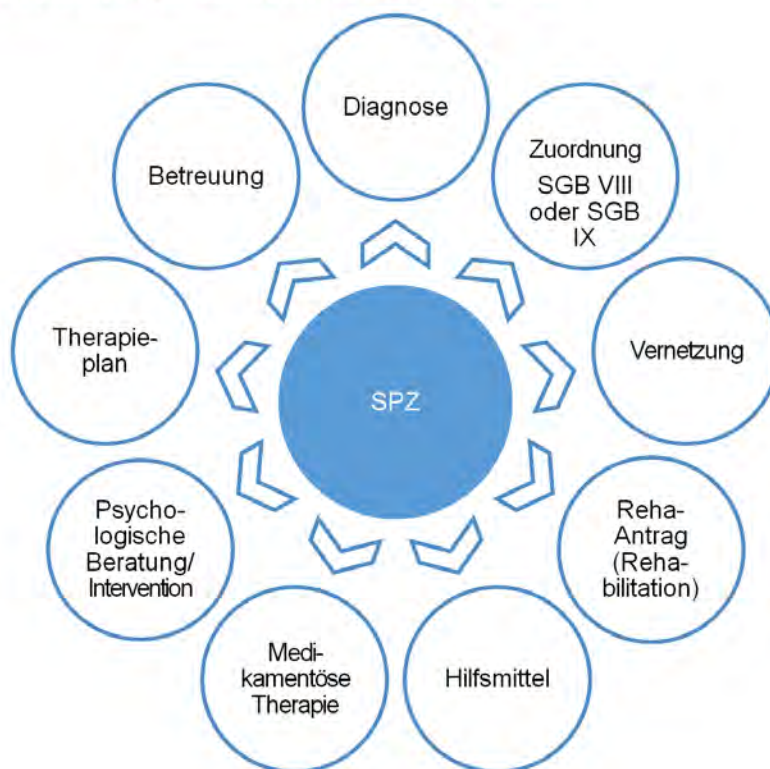 Diagnose
Zuordnung
SGB VIII
oder SGB
IX
Vernetzung
Reha-
Antrag
(Reha-
bilitation)
Hilfsmittel
Medi-
kamentöse
Therapie
Psycho-
logische
Beratung/
Intervention
Therapie-
plan
Betreuung
SPZ